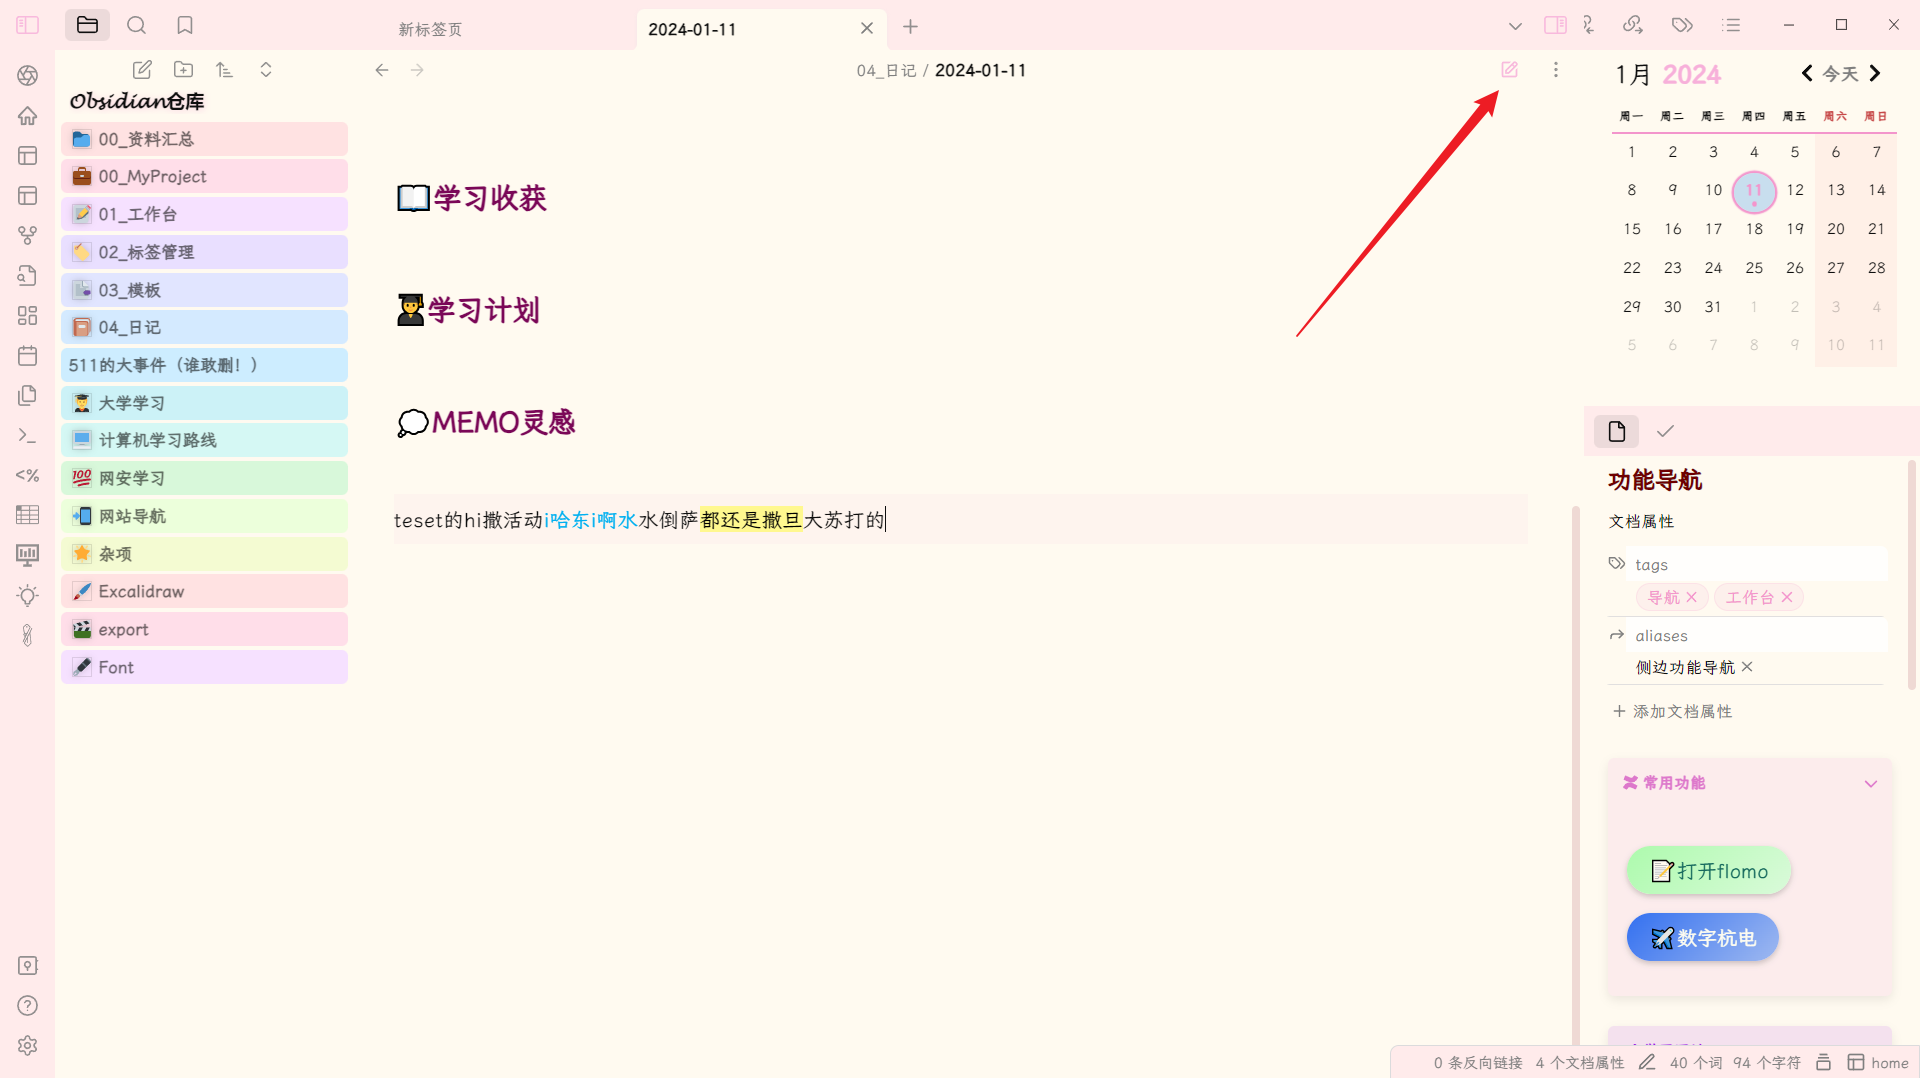 新标签页
2024-01-11
04_日记 / 2024-01-11
Obsidian仓库
00_资料汇总
00_MyProject
01_工作台
02_标签管理
03_模板
04_日记
511的大事件（谁敢删！）
大学学习
计算机学习路线
网安学习
网站导航
杂项
Excalidraw
export
Font
<%
学习收获
学习计划
MEMO灵感
teset的hi撒活动i哈东i啊水水倒萨都还是撒旦大苏打的
1月 2024
今天
周一 周二 周三 周四 周五 周六 周日
1 2 3 4 5 6 7
8 9 10 11 12 13 14
15 16 17 18 19 20 21
22 23 24 25 26 27 28
29 30 31 1 2 3 4
5 6 7 8 9 10 11
功能导航
文档属性
tags
导航 工作台
aliases
侧边功能导航
添加文档属性
常用功能
打开flomo
数字杭电
0 条反向链接 4 个文档属性 40 个词 94 个字符 home